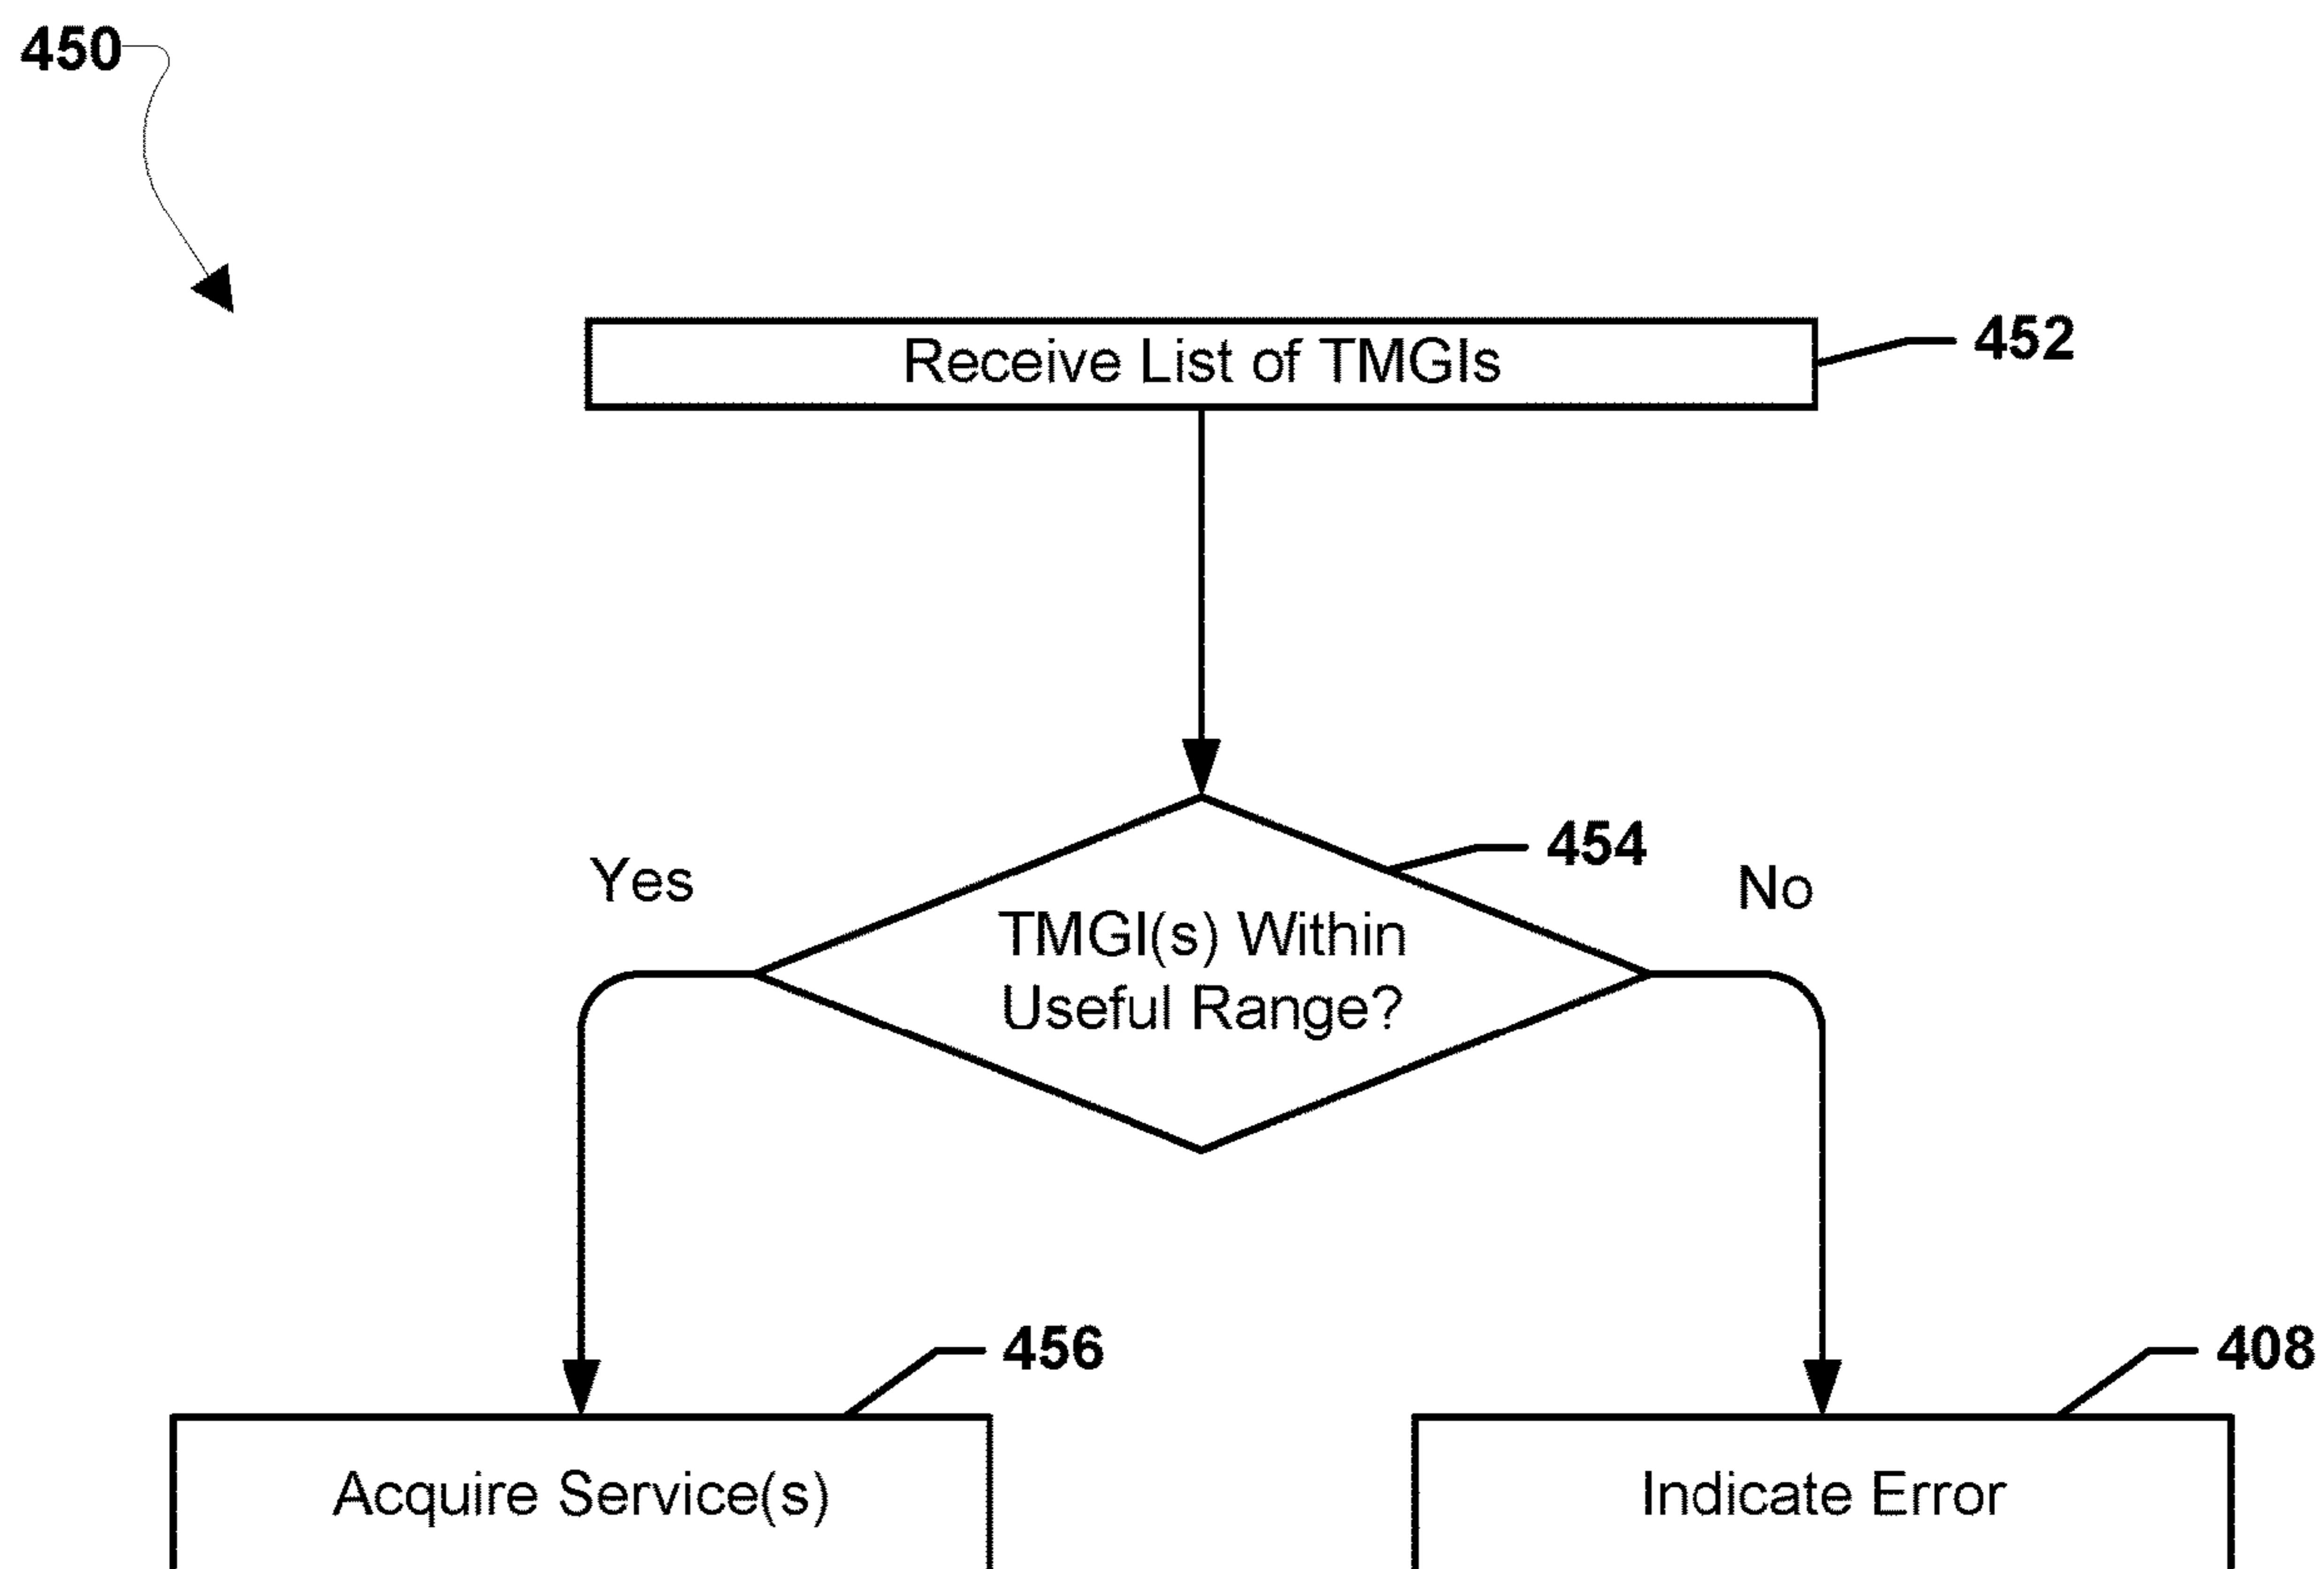 450
Receive List of TMGIs
452
454
Yes
No
TMGI(s) Within
Useful Range?
456
408
Acquire Service(s)
Indicate Error